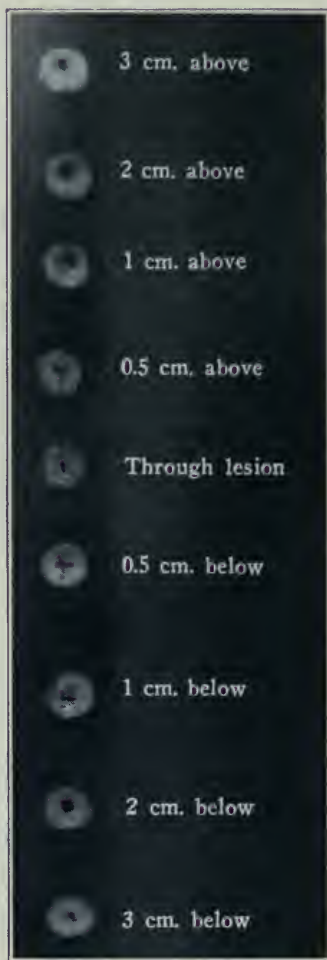 3 cm. above
2 cm. above
1 cm. above
0.5 cm. above
Through lesion
0.5 cm. below
1 cm. below
2 cm. below
3 cm. below